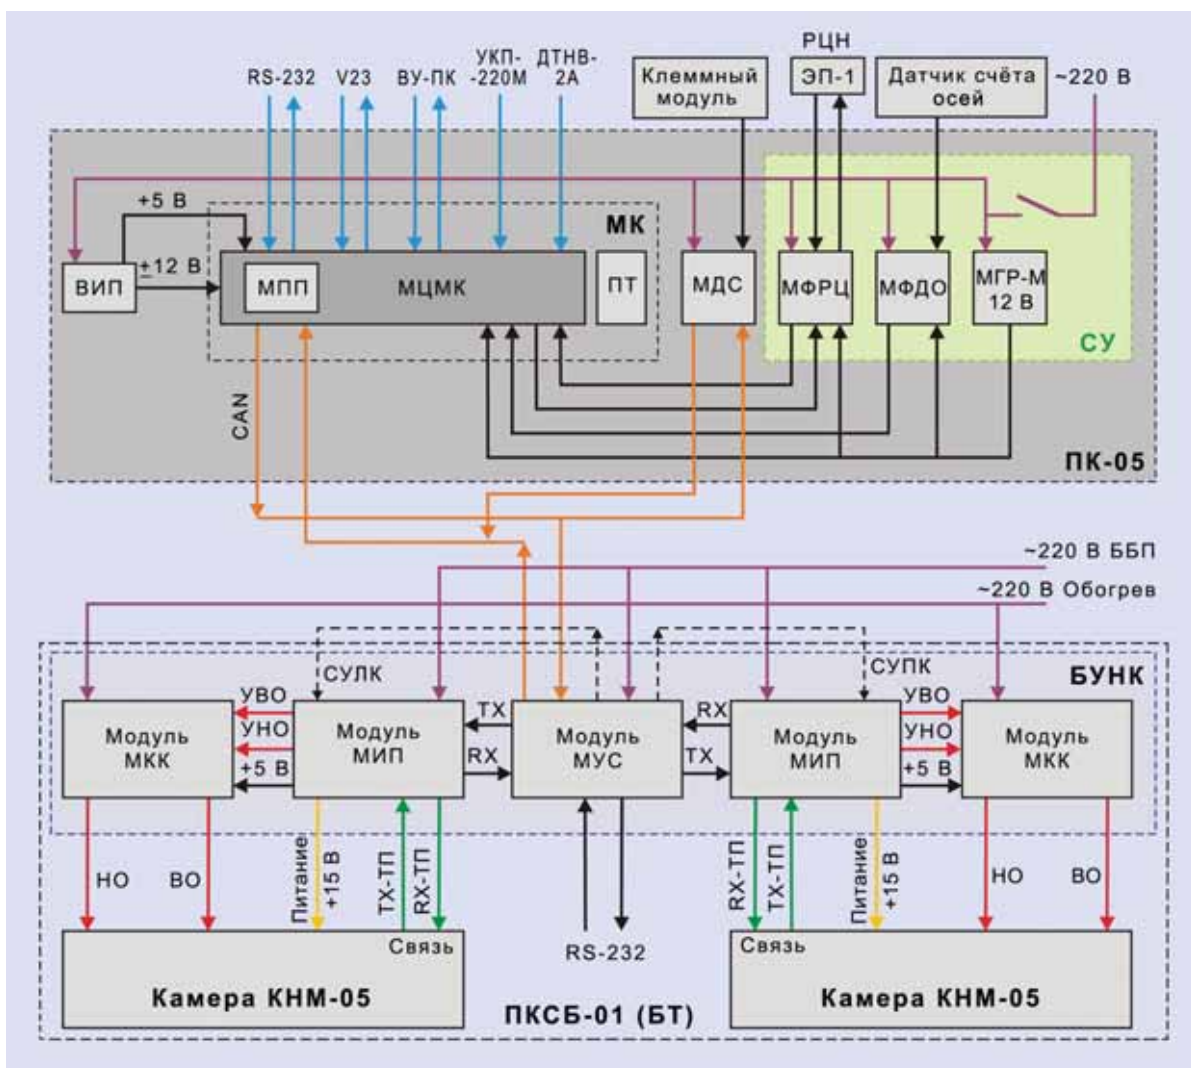 РЦН
УКП-
ДТНВ-
RS-232
V23
ВУ-ПК
-220М
2А
Клеммный
модуль
ЭП-1
Датчик счёта
осей
~220 В
+5 В
МК
±12 В
ВИП
МПП
МЦМК
ПТ
МДС
МФРЦ
МФДО
МГР-М
12 В
СУ
CAN
ПК-05
~220 В ББП
~220 В Обогрев
СУЛК
СУПК
БУНК
УВО
TX
RX
УВО
Модуль
МКК
УНО
Модуль
МИП
Модуль
МУС
Модуль
МИП
УНО
Модуль
МКК
+5 В
RX
TX
+5 В
НО
ВО
Питание
+15 В
TX-ТП
RX-ТП
RX-ТП
TX-ТП
Питание
+15 В
НО
ВО
Связь
RS-232
Связь
Камера КНМ-05
ПКСБ-01 (БТ)
Камера КНМ-05